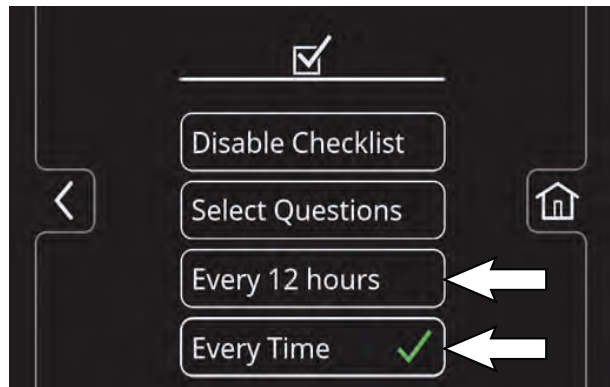 Disable Checklist
Select Questions
Every 12 hours
Every Time